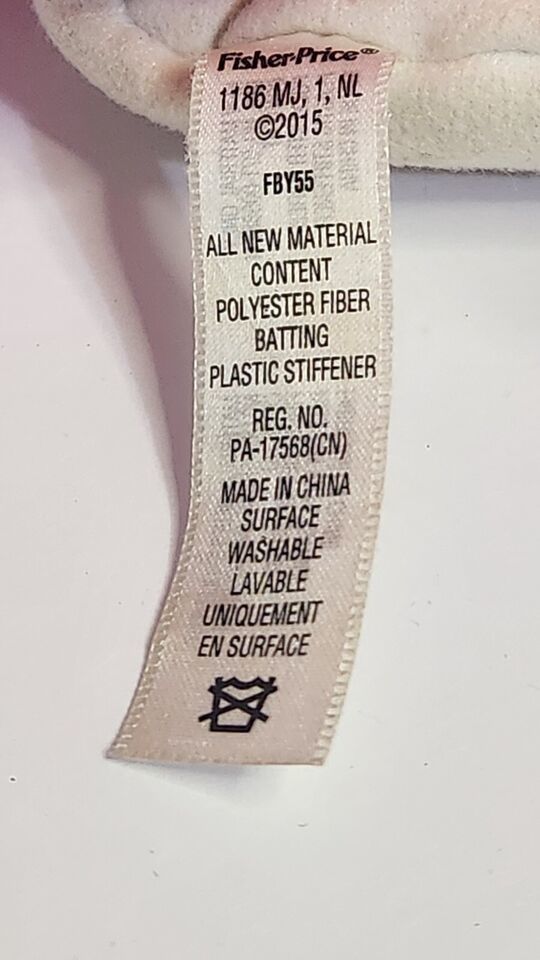 Fisher-Price®
1186 MJ, 1, NL
©2015
FBY55
ALL NEW MATERIAL
CONTENT
POLYESTER FIBER
BATTING
PLASTIC STIFFENER
REG. NO.
PA-17568(CN)
MADE IN CHINA
SURFACE
WASHABLE
LAVABLE
UNIQUEMENT
EN SURFACE